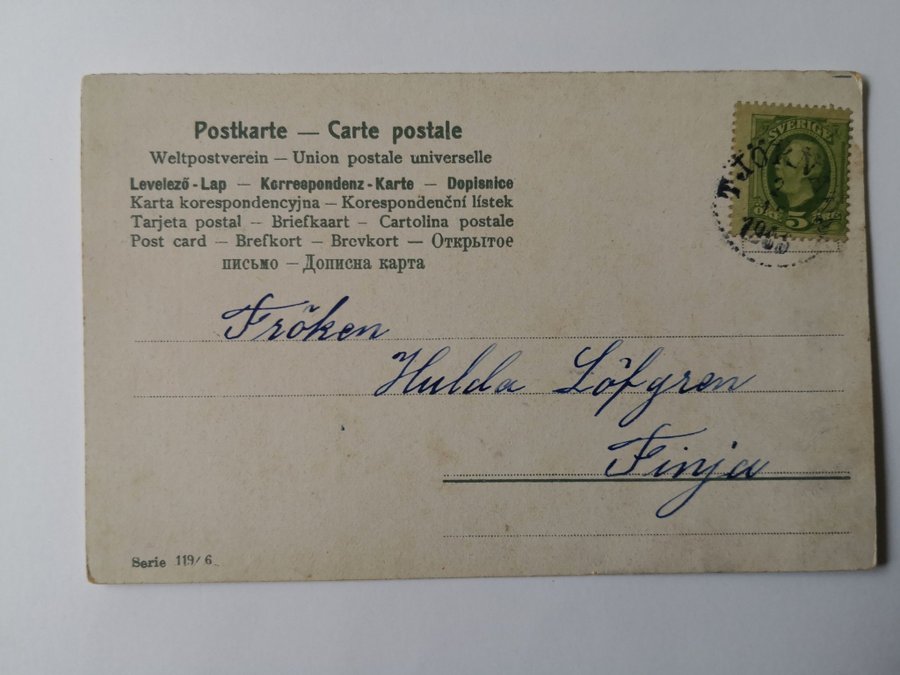 Postkarte — Carte postale
Weltpostverein — Union postale universelle
Levelező-Lap — Korrespondenz-Karte — Dopisnice
Karta korespondencyjna — Korespondenční lístek
Tarjeta postal — Briefkaart — Cartolina postale
Post card — Brefkort — Brevkort — Открытое
письмо — Дописна карта
SVERIGE
5
Fröken
Hulda Löfgren
Finja
Serie 119/6